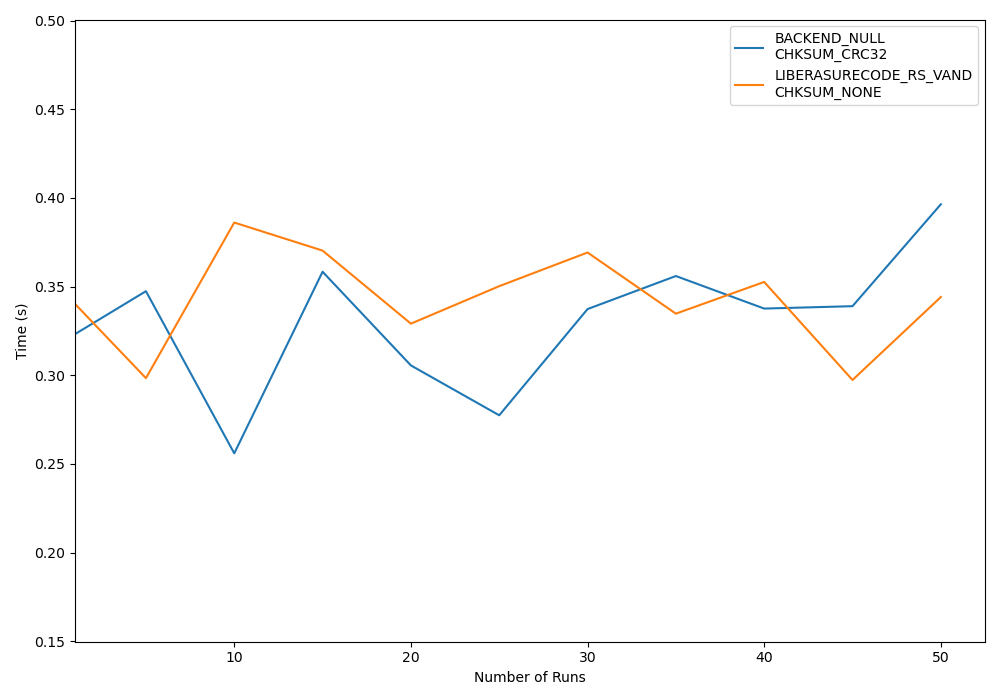 BACKEND_NULL
CHKSUM_CRC32
LIBERASURECODE_RS_VAND
CHKSUM_NONE
0.50
0.45
0.40
0.35
0.30
0.25
0.20
0.15
Time (s)
10 20 30 40 50
Number of Runs